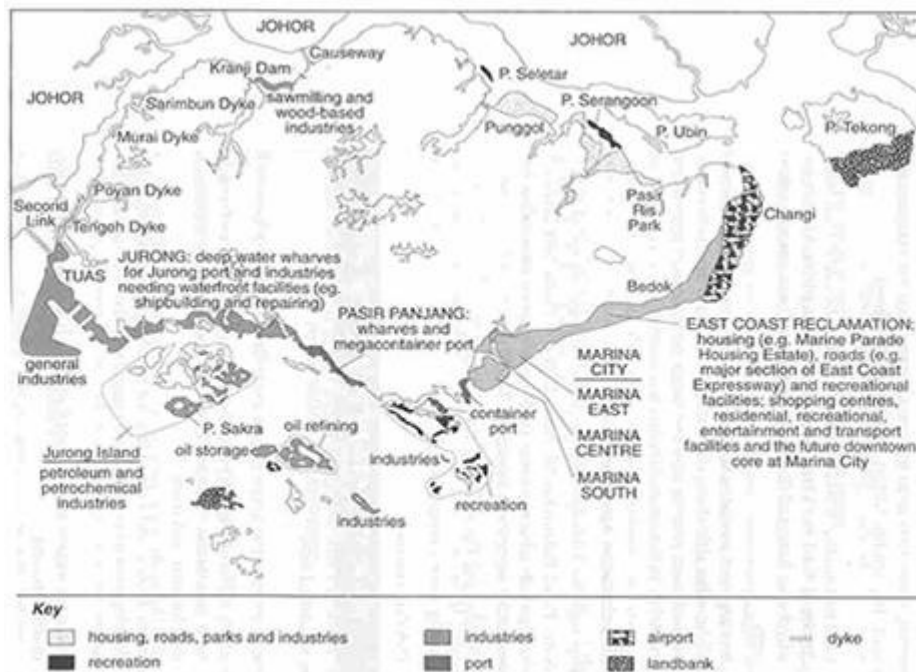 JOHOR
JOHOR
JOHOR
Causeway
Kranji Dam
sawmilling and
wood-based
industries
Sarimbun Dyke
Murai Dyke
Poyan Dyke
Second
Link
Tengeh Dyke
TUAS
P. Seletar
P. Serangoon
Punggol
P. Ubin
P. Tekong
Pasir
Ris
Park
Changi
Bedok
JURONG: deep water wharves
for Jurong port and industries
needing waterfront facilities (eg.
shipbuilding and repairing)
PASIR PANJANG:
wharves and
megacontainer port
general
industries
P. Sakra
Jurong Island
petroleum and
petrochemical
industries
oil storage
oil refining
industries
industries
recreation
container
port
MARINA
CITY
MARINA
EAST
MARINA
CENTRE
MARINA
SOUTH
EAST COAST RECLAMATION:
housing (e.g. Marine Parade
Housing Estate), roads (e.g.
major section of East Coast
Expressway) and recreational
facilities; shopping centres,
residential, recreational,
entertainment and transport
facilities and the future downtown
core at Marina City
Key
housing, roads, parks and industries
recreation
industries
port
airport
landbank
dyke